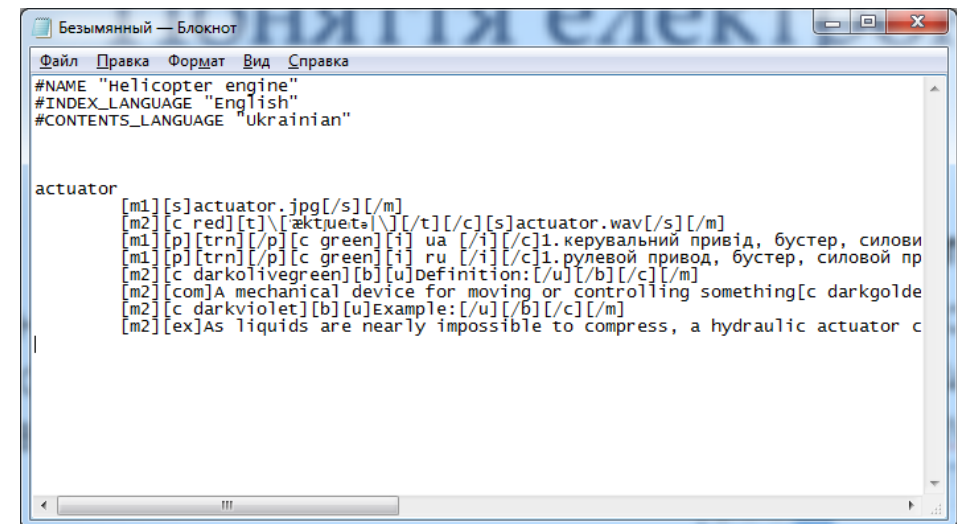 Поняття електро
Безымянный — Блокнот
Файл Правка Формат Вид Справка
#NAME "Helicopter engine"
#INDEX_LANGUAGE "English"
#CONTENTS_LANGUAGE "Ukrainian"
actuator
[m1][s]actuator.jpg[/s][/m]
[m2][c red][t]\[ˈæktʃueɪtə|\][/t][/c][s]actuator.wav[/s][/m]
[m1][p][trn][/p][c green][i] ua [/i][/c]1.керувальний привід, бустер, силови
[m1][p][trn][/p][c green][i] ru [/i][/c]1.рулевой привод, бустер, силовой пр
[m2][c darkolivegreen][b][u]Definition:[/u][/b][/c][/m]
[m2][com]A mechanical device for moving or controlling something[c darkgolde
[m2][c darkviolet][b][u]Example:[/u][/b][/c][/m]
[m2][ex]As liquids are nearly impossible to compress, a hydraulic actuator c